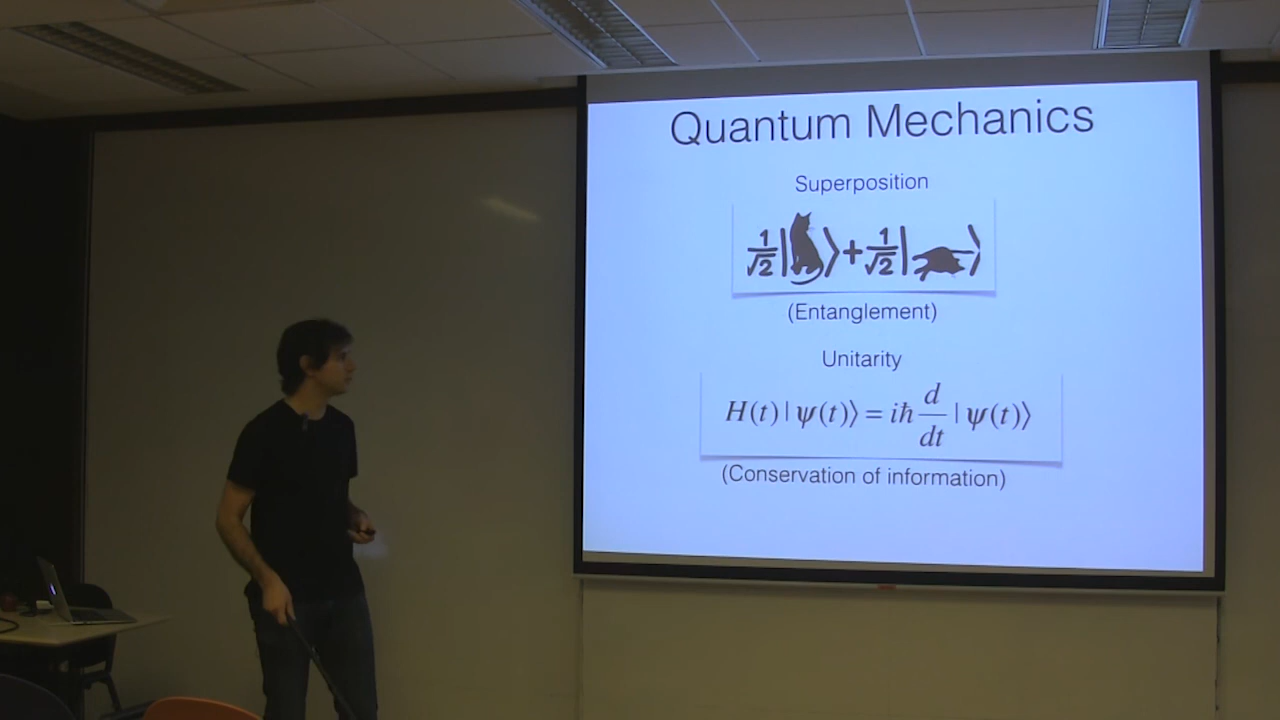 Quantum Mechanics
Superposition
1/√2|⟩+1/√2|⟩
(Entanglement)
Unitarity
H(t)|ψ(t)⟩ = iħ d/dt |ψ(t)⟩
(Conservation of information)